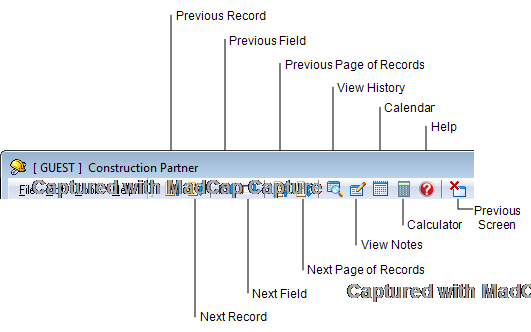 Previous Record
Previous Field
Previous Page of Records
View History
Calendar
Help
[ GUEST ] Construction Partner
File
Captured with MadCap Capture
Previous
Screen
Calculator
View Notes
Next Page of Records
Captured with MadC
Next Field
Next Record